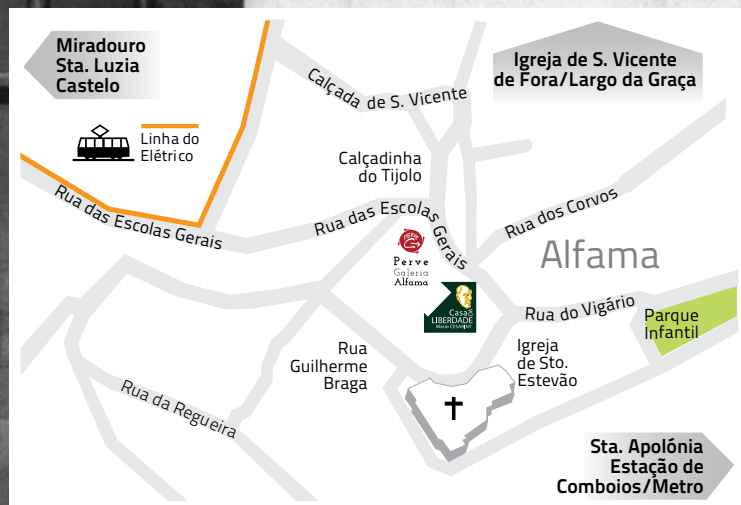 Miradouro
Sta. Luzia
Castelo
Igreja de S. Vicente
de Fora/Largo da Graça
Calçada de S. Vicente
Linha do
Elétrico
Calçadinha
do Tijolo
Rua das Escolas Gerais
Rua das Escolas Gerais
Rua dos Corvos
PERVE
Perve
Galeria
Alfama
Alfama
Casa da
LIBERDADE
Mário CESARINY
Rua do Vigário
Parque
Infantil
Rua
Guilherme
Braga
Igreja
de Sto.
Estevão
Rua da Regueira
Sta. Apolónia
Estação de
Comboios/Metro